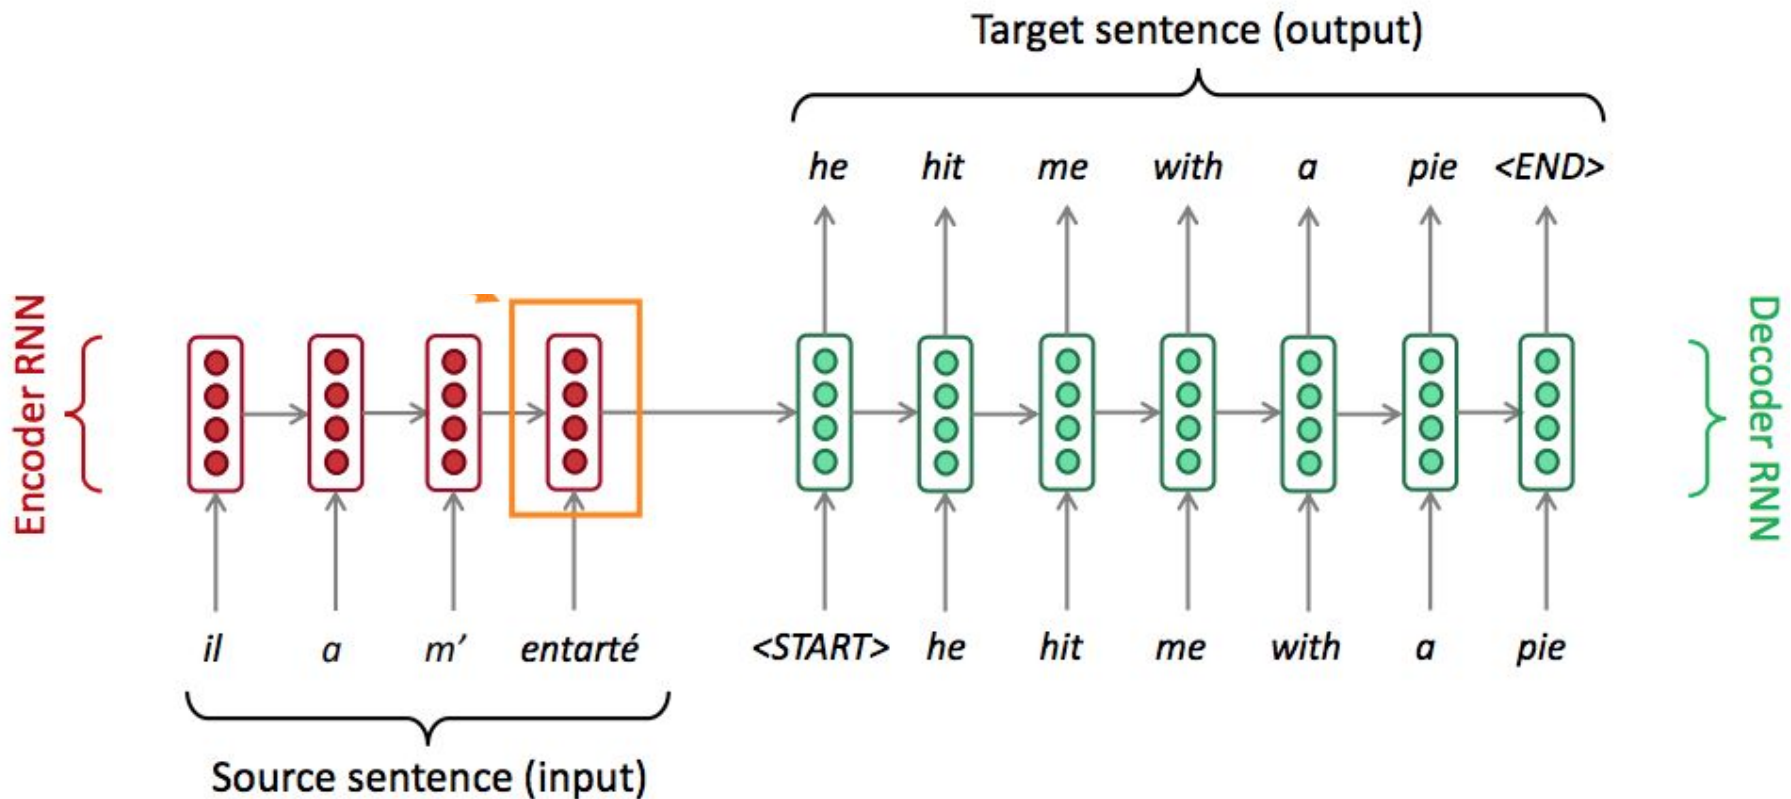 Target sentence (output)
he hit me with a pie <END>
Encoder RNN
Decoder RNN
il a m’ entarté <START> he hit me with a pie
Source sentence (input)